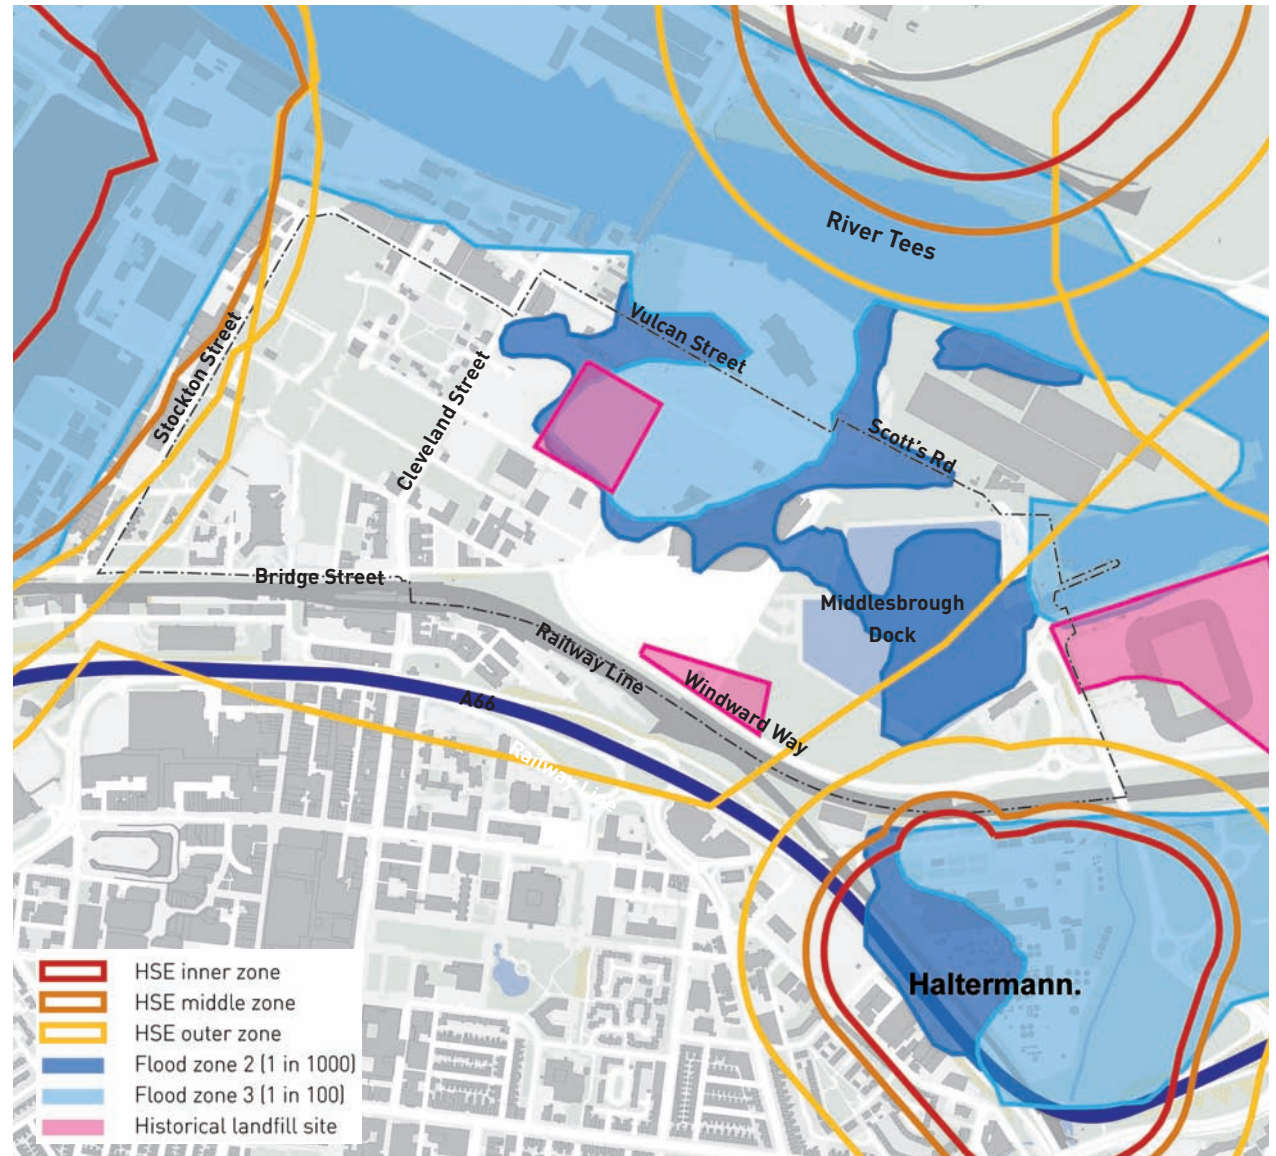 River Tees
Vulcan Street
Stockton Street
Cleveland Street
Scott's Rd
Bridge Street
Middlesbrough
Dock
Railway Line
Windward Way
A66
Railway Line
Haltermann.
HSE inner zone
HSE middle zone
HSE outer zone
Flood zone 2 (1 in 1000)
Flood zone 3 (1 in 100)
Historical landfill site